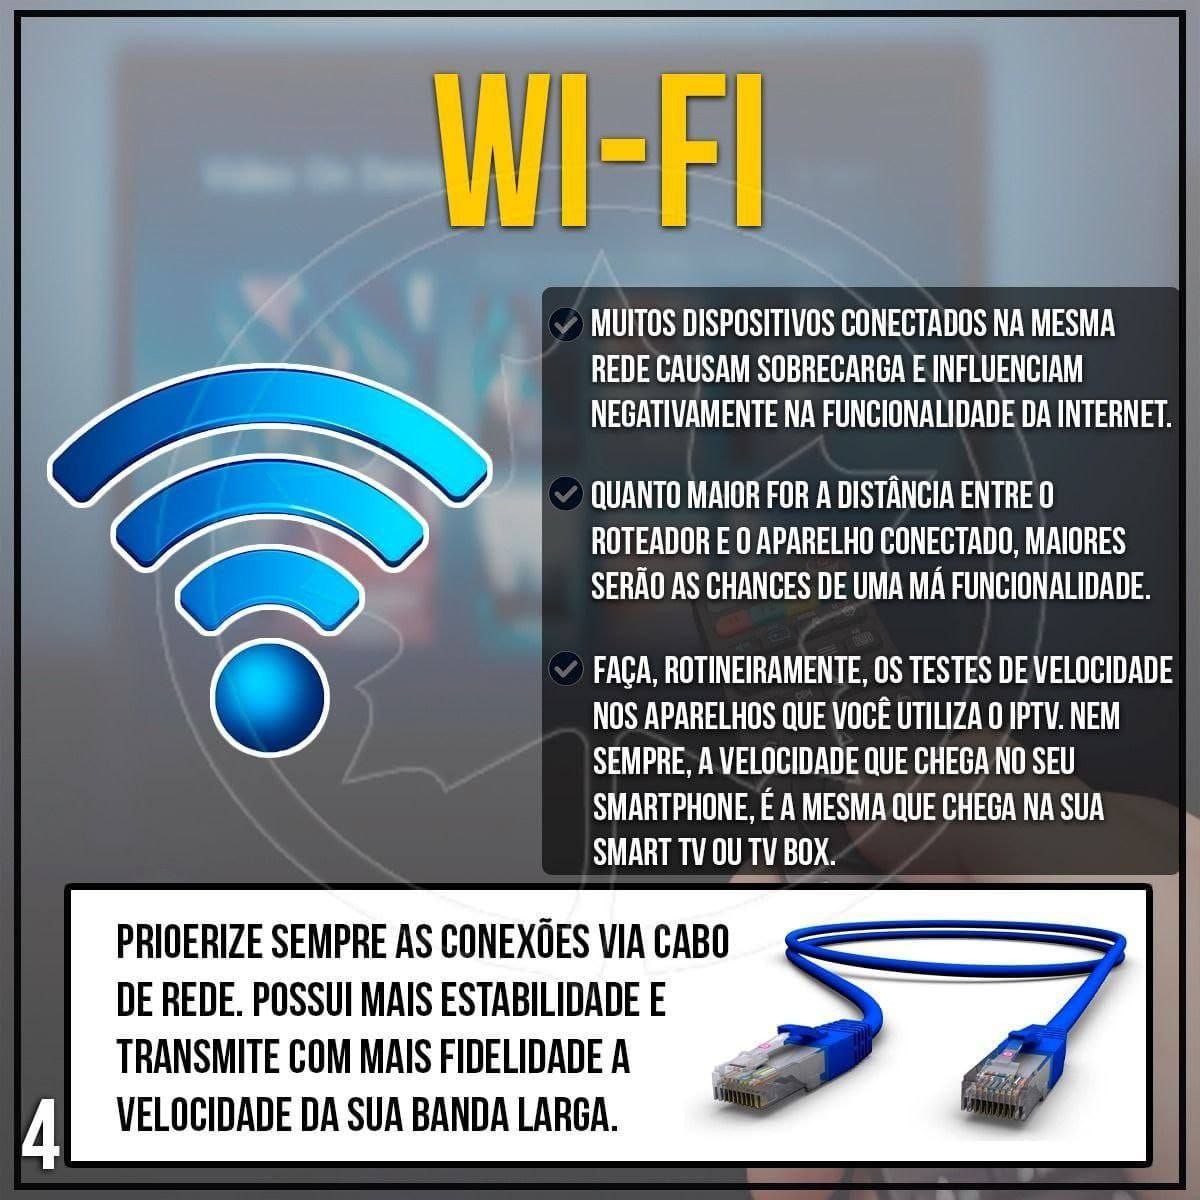 WI-FI
MUITOS DISPOSITIVOS CONECTADOS NA MESMA
REDE CAUSAM SOBRECARGA E INFLUENCIAM
NEGATIVAMENTE NA FUNCIONALIDADE DA INTERNET.
QUANTO MAIOR FOR A DISTÂNCIA ENTRE O
ROTEADOR E O APARELHO CONECTADO, MAIORES
SERÃO AS CHANCES DE UMA MÁ FUNCIONALIDADE.
FAÇA, ROTINEIRAMENTE, OS TESTES DE VELOCIDADE
NOS APARELHOS QUE VOCÊ UTILIZA O IPTV. NEM
SEMPRE, A VELOCIDADE QUE CHEGA NO SEU
SMARTPHONE, É A MESMA QUE CHEGA NA SUA
SMART TV OU TV BOX.
PRIOERIZE SEMPRE AS CONEXÕES VIA CABO
DE REDE. POSSUI MAIS ESTABILIDADE E
TRANSMITE COM MAIS FIDELIDADE A
VELOCIDADE DA SUA BANDA LARGA.
4